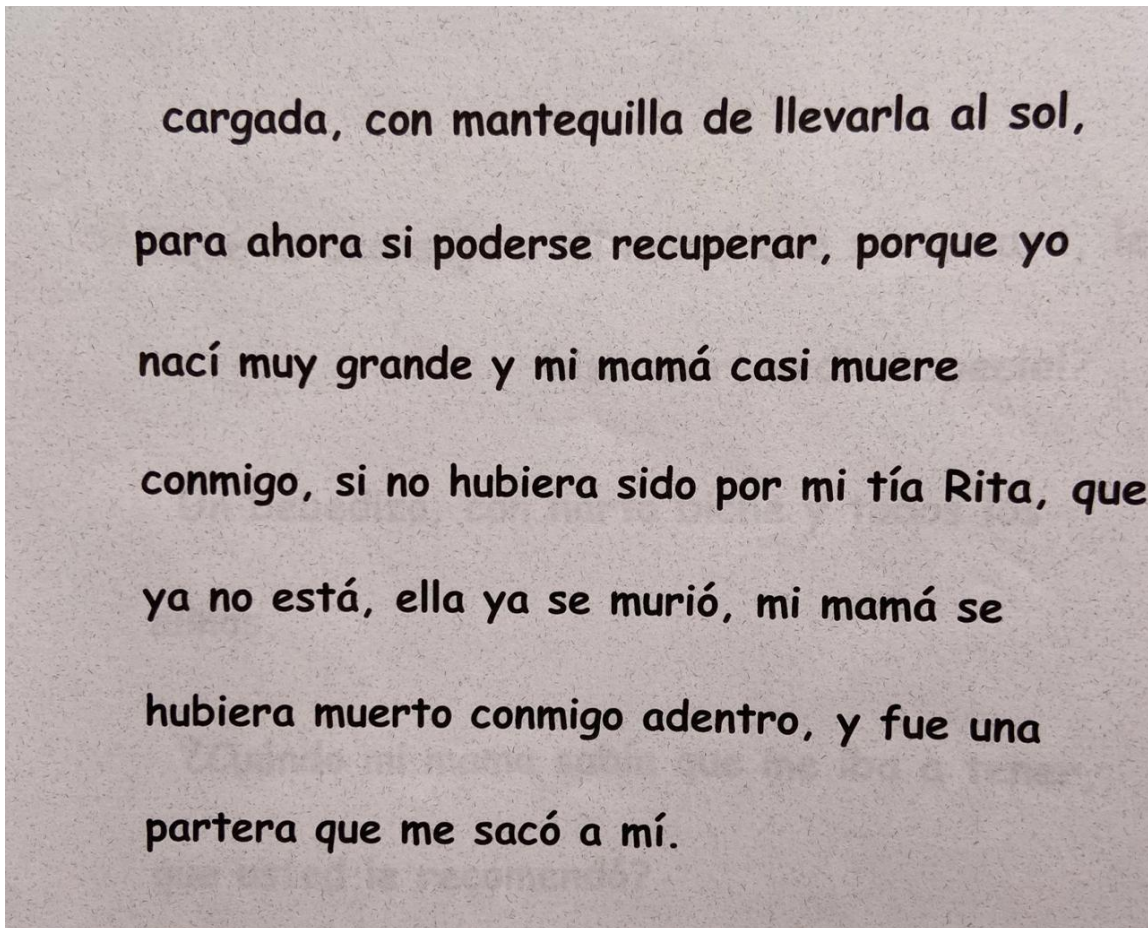 cargada, con mantequilla de llevarla al sol,
para ahora si poderse recuperar, porque yo
nací muy grande y mi mamá casi muere
conmigo, si no hubiera sido por mi tía Rita, que
ya no está, ella ya se murió, mi mamá se
hubiera muerto conmigo adentro, y fue una
partera que me sacó a mí.